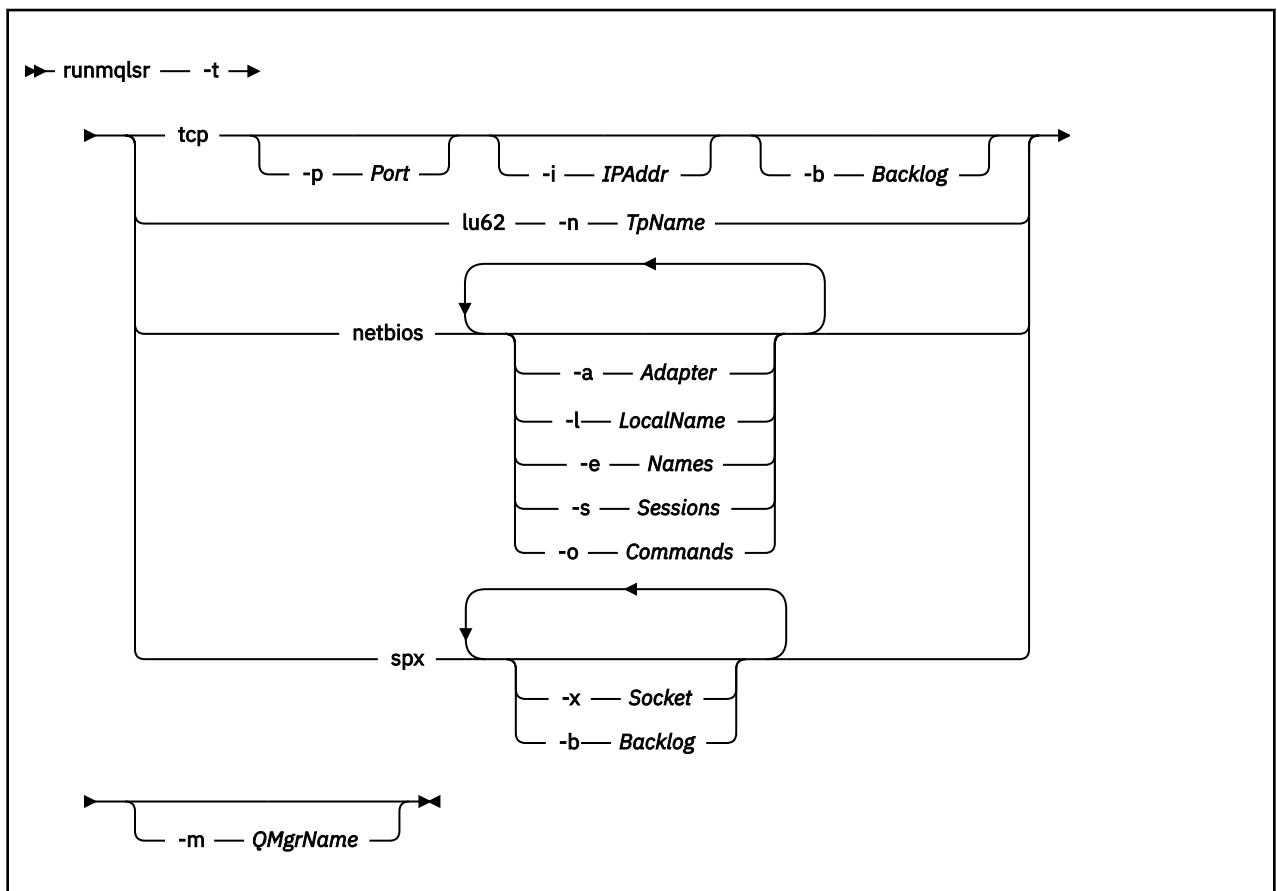 runmqlsr -t
tcp
-p Port -i IPAddr -b Backlog
lu62 -n TpName
netbios
-a Adapter
-l LocalName
-e Names
-s Sessions
-o Commands
spx
-x Socket
-b Backlog
-m QMgrName